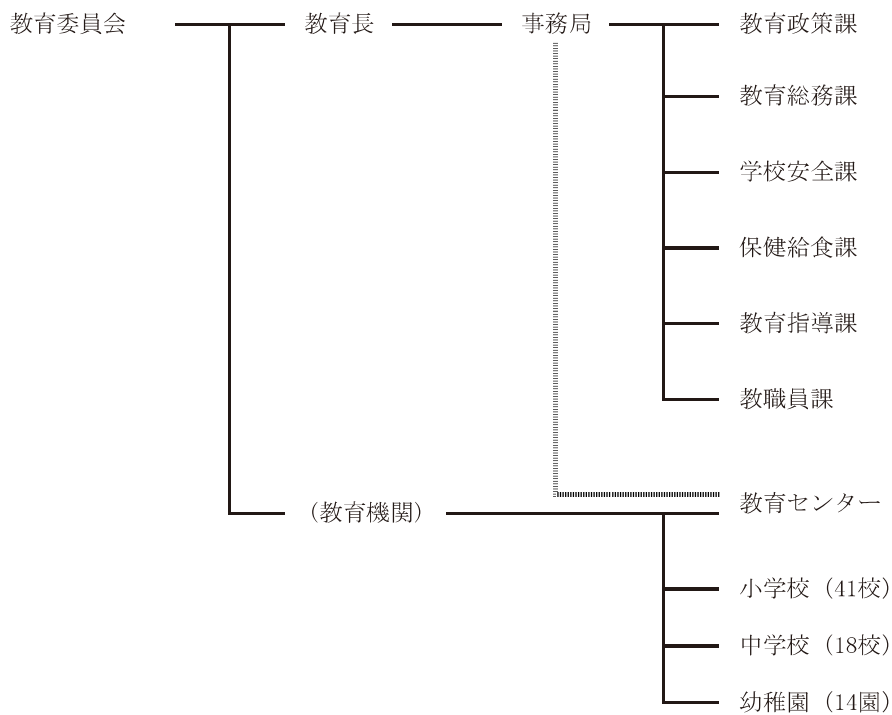 教育委員会
教育長
事務局
教育政策課
教育総務課
学校安全課
保健給食課
教育指導課
教職員課
（教育機関）
教育センター
小学校（41校）
中学校（18校）
幼稚園（14園）